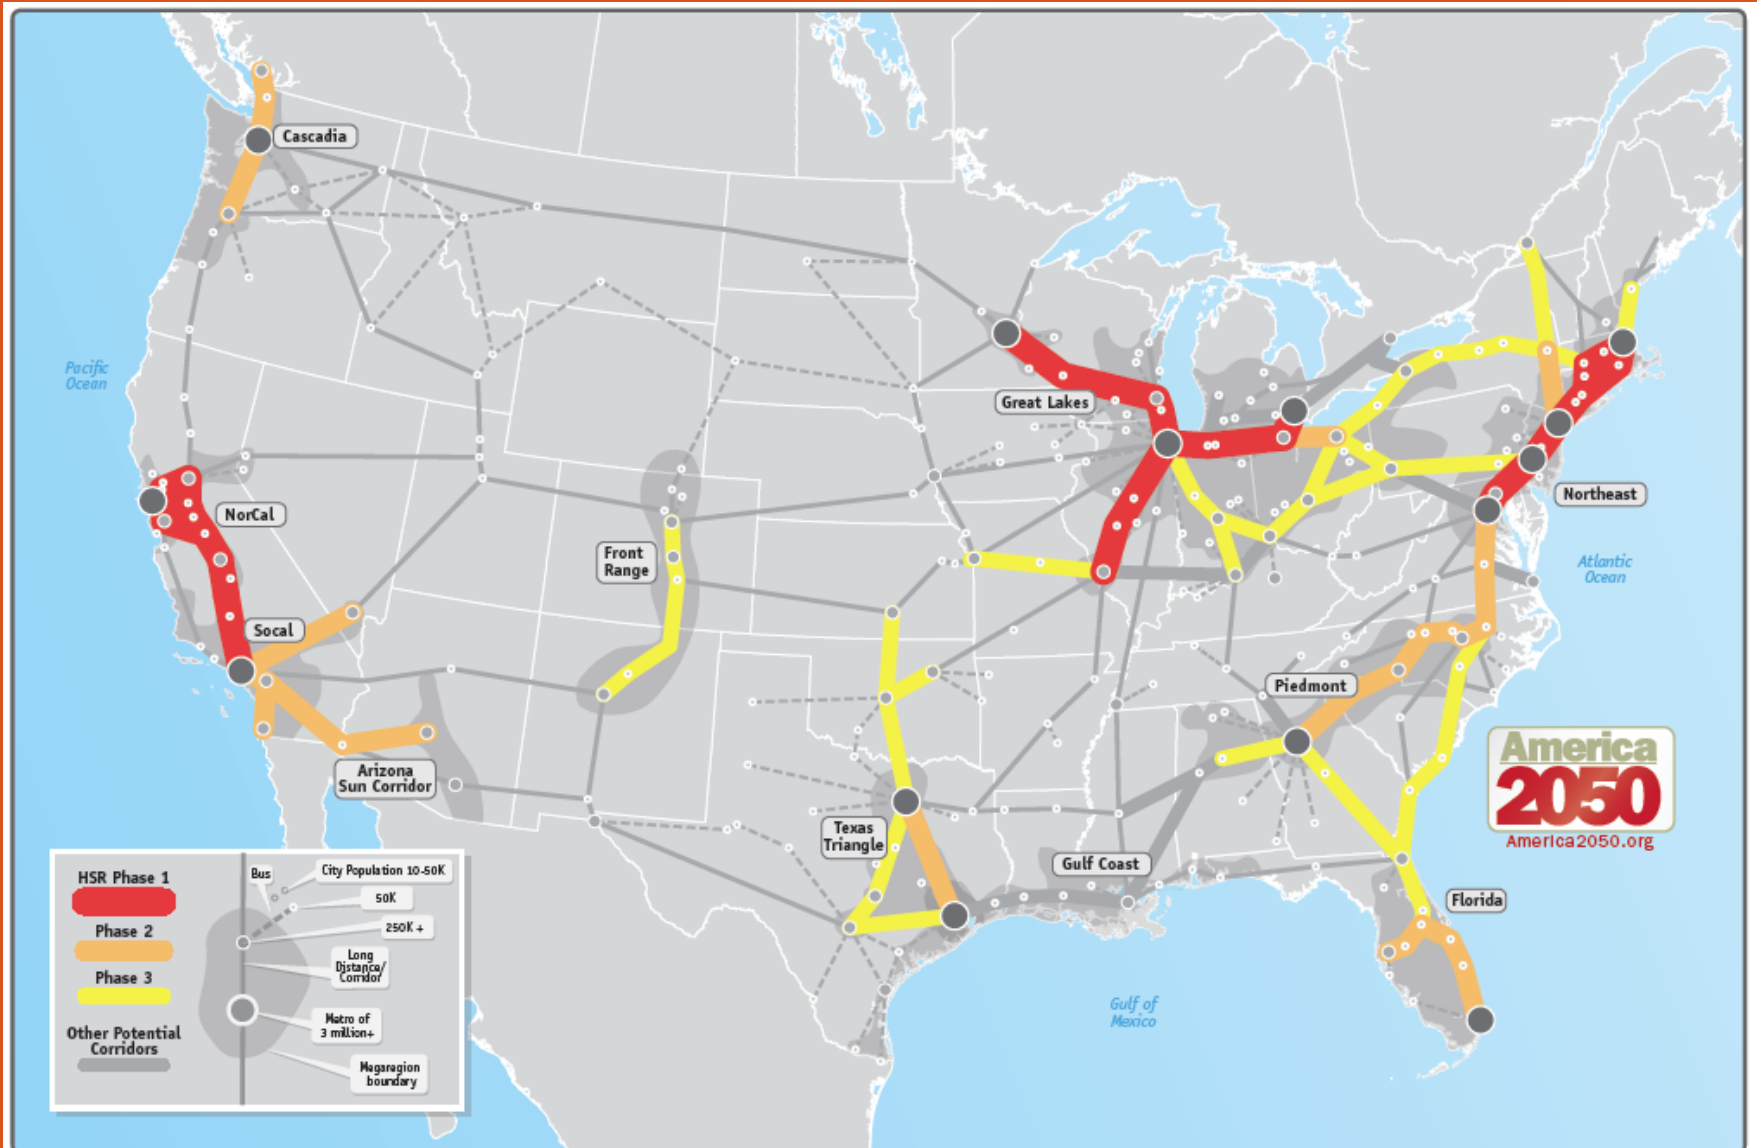 Cascadia
Pacific
Ocean
Great Lakes
NorCal
Northeast
Front
Range
Atlantic
Ocean
Socal
Piedmont
Arizona
Sun Corridor
America
2050
America2050.org
Texas
Triangle
Gulf Coast
Florida
Gulf of
Mexico
HSR Phase 1
Phase 2
Phase 3
Other Potential
Corridors
Bus
City Population 10-50K
50K
250K +
Long
Distance/
Corridor
Metro of
3 million+
Megaregion
boundary